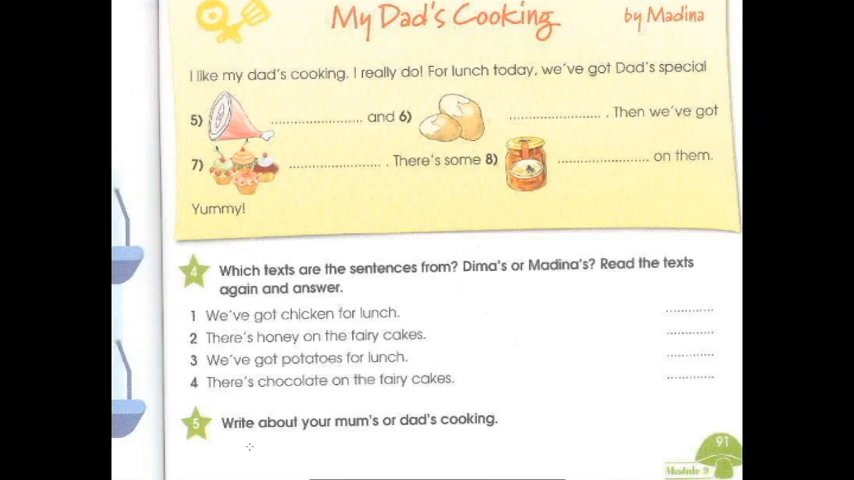 My Dad's Cooking by Madina
I like my dad's cooking. I really do! For lunch today, we've got Dad's special
5) ........................ and 6) ........................ . Then we've got
7) ........................ . There's some 8) ........................ on them.
Yummy!
4 Which texts are the sentences from? Dima's or Madina's? Read the texts
again and answer.
1 We've got chicken for lunch. .............
2 There's honey on the fairy cakes. .............
3 We've got potatoes for lunch. .............
4 There's chocolate on the fairy cakes. .............
5 Write about your mum's or dad's cooking.
91
Module 9